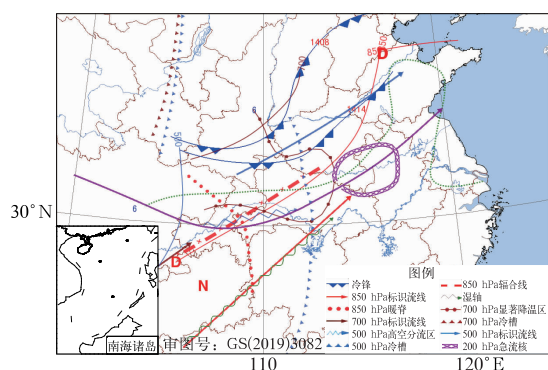 1408
850
850
D
1414
6
500
6
30°N
D
N
图例
冷锋
850 hPa辐合线
850 hPa标识流线
湿轴
850 hPa暖脊
700 hPa显著降温区
700 hPa标识流线
700 hPa冷槽
500 hPa高空分流区
500 hPa标识流线
500 hPa冷槽
200 hPa急流核
南海诸岛
审图号：GS(2019)3082
110
120°E